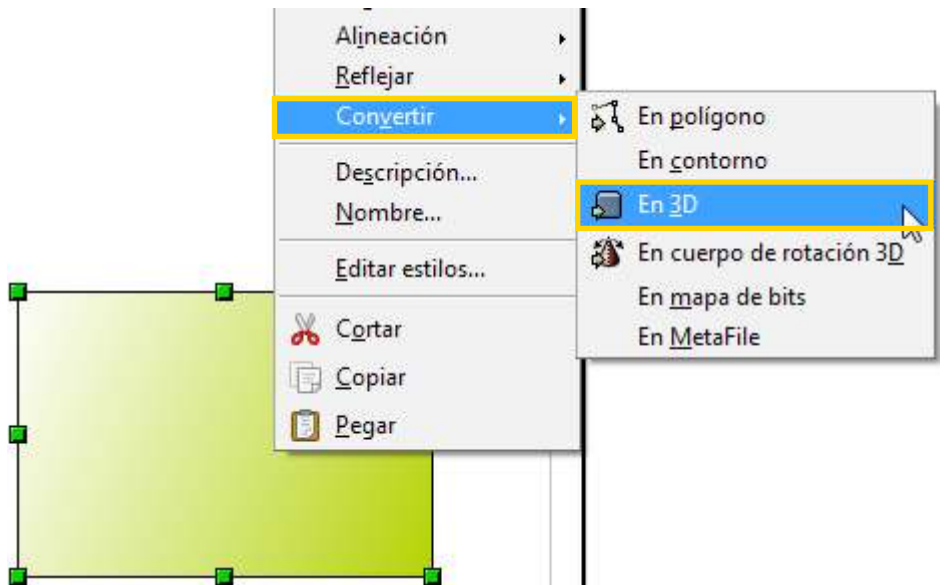 Alineación
Reflejar
Convertir
Descripción...
Nombre...
Editar estilos...
Cortar
Copiar
Pegar
En polígono
En contorno
En 3D
En cuerpo de rotación 3D
En mapa de bits
En MetaFile